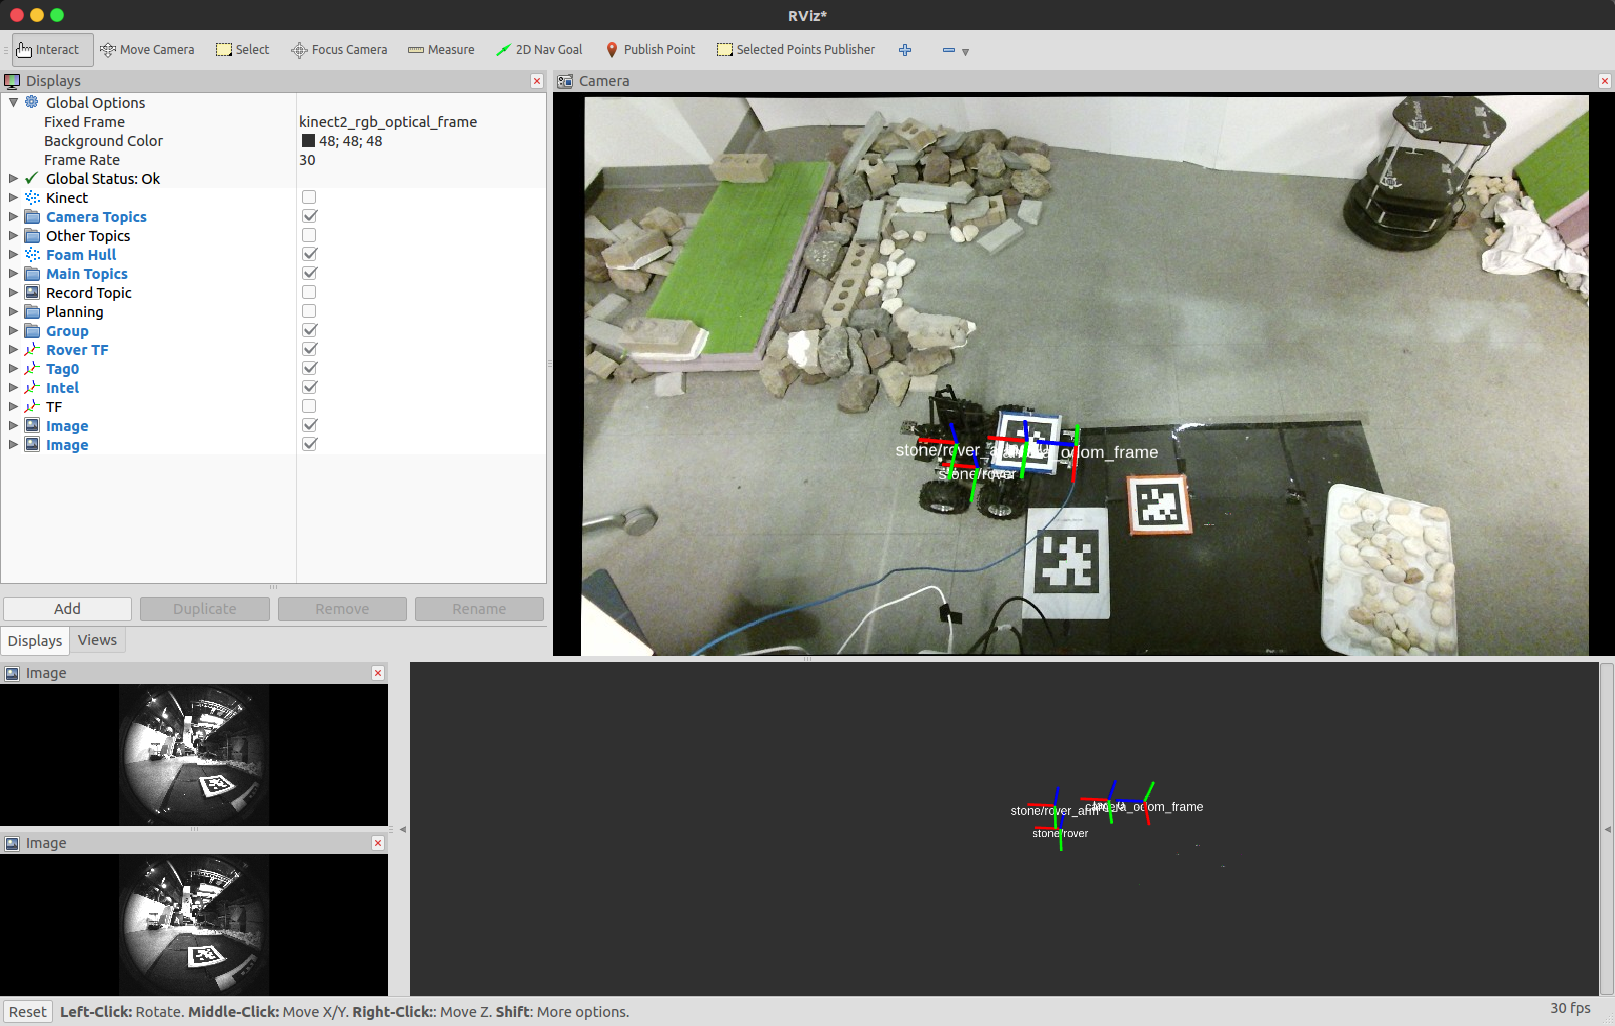 RViz*
Interact Move Camera Select Focus Camera Measure 2D Nav Goal Publish Point Selected Points Publisher
Displays
Global Options
Fixed Frame kinect2_rgb_optical_frame
Background Color 48; 48; 48
Frame Rate 30
Global Status: Ok
Kinect
Camera Topics
Other Topics
Foam Hull
Main Topics
Record Topic
Planning
Group
Rover TF
Tag0
Intel
TF
Image
Image
Add Duplicate Remove Rename
Displays Views
Camera
stone/rover_a
odom_frame
stone/rover
Image
Image
stone/rover_arm
camera_odom_frame
stone/rover
Reset Left-Click: Rotate. Middle-Click: Move X/Y. Right-Click:: Move Z. Shift: More options. 30 fps